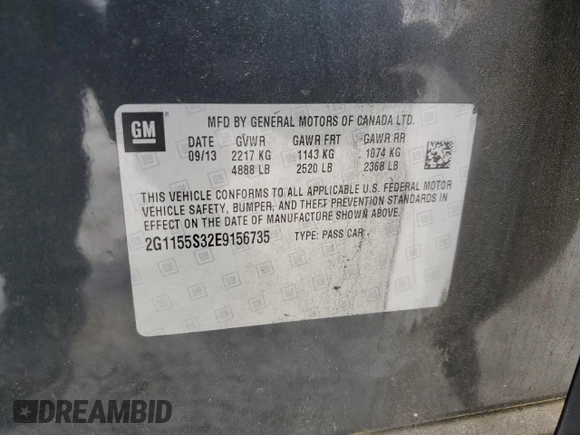 GM
MFD BY GENERAL MOTORS OF CANADA LTD.
DATE GVWR GAWR FRT GAWR RR
09/13 2217 KG 1143 KG 1074 KG
4888 LB 2520 LB 2368 LB
THIS VEHICLE CONFORMS TO ALL APPLICABLE U.S. FEDERAL MOTOR
VEHICLE SAFETY, BUMPER, AND THEFT PREVENTION STANDARDS IN
EFFECT ON THE DATE OF MANUFACTURE SHOWN ABOVE.
2G1155S32E9156735 TYPE: PASS CAR
DREAMBID